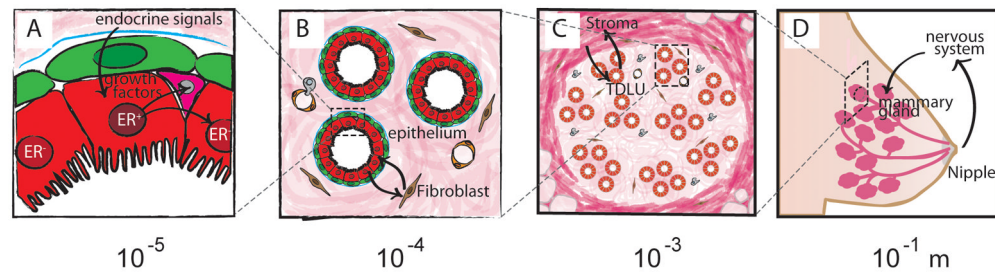 A
endocrine signals
growth
factors
ER⁺
ER⁻
ER⁻
10⁻⁵
B
epithelium
Fibroblast
10⁻⁴
C
Stroma
TDLU
10⁻³
D
nervous
system
mammary
gland
Nipple
10⁻¹ m